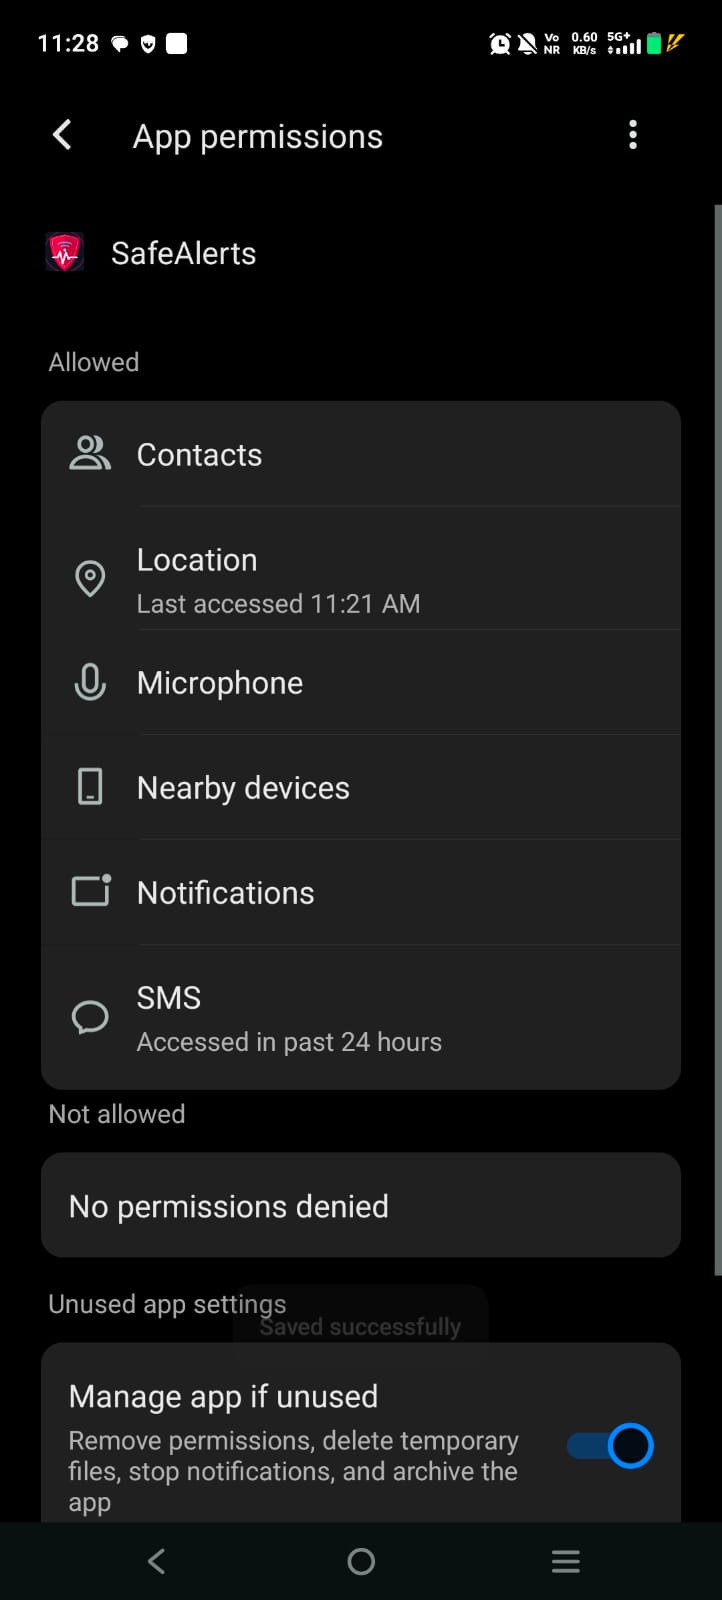 11:28
Vo
NR
0.60
KB/s
5G+
App permissions
SafeAlerts
Allowed
Contacts
Location
Last accessed 11:21 AM
Microphone
Nearby devices
Notifications
SMS
Accessed in past 24 hours
Not allowed
No permissions denied
Unused app settings
Saved successfully
Manage app if unused
Remove permissions, delete temporary
files, stop notifications, and archive the
app